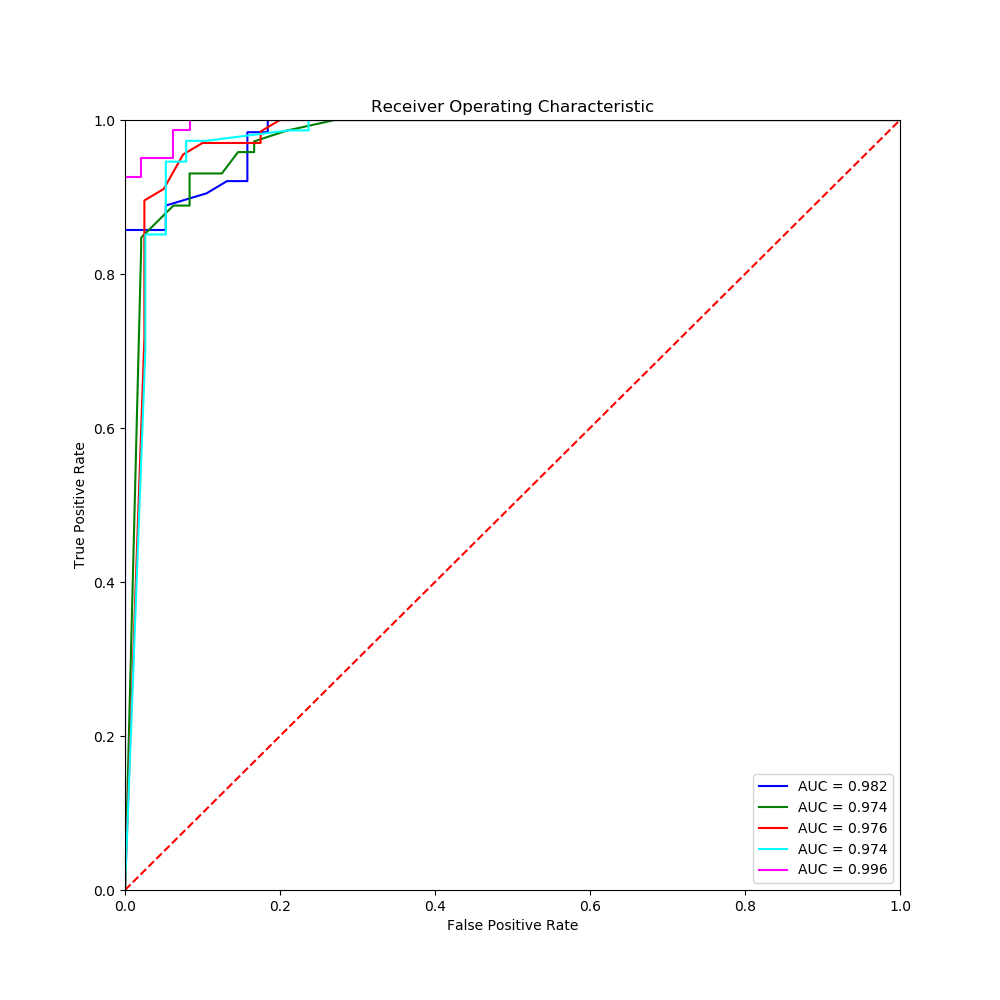 Receiver Operating Characteristic
1.0
0.8
0.6
0.4
0.2
0.0
True Positive Rate
AUC = 0.982
AUC = 0.974
AUC = 0.976
AUC = 0.974
AUC = 0.996
0.0 0.2 0.4 0.6 0.8 1.0
False Positive Rate